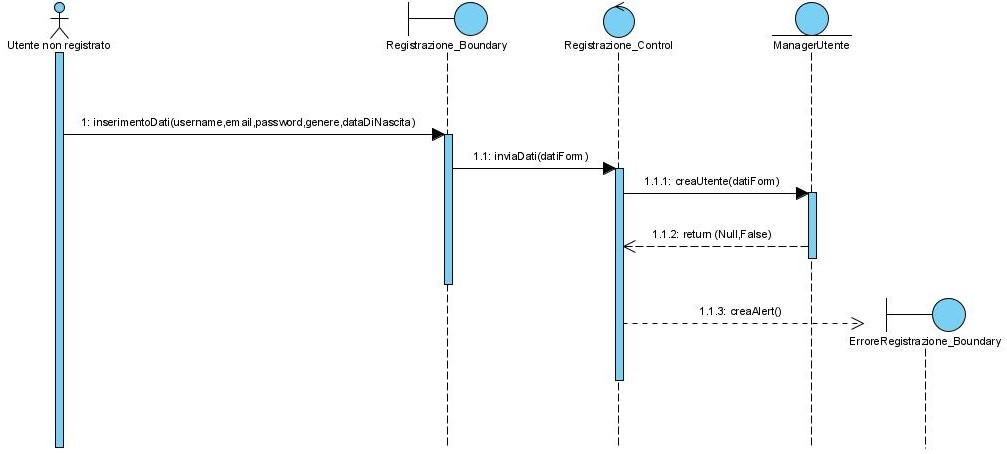 Utente non registrato
Registrazione_Boundary
Registrazione_Control
ManagerUtente
1: inserimentoDati(username,email,password,genere,dataDiNascita)
1.1: inviaDati(datiForm)
1.1.1: creaUtente(datiForm)
1.1.2: return (Null,False)
1.1.3: creaAlert()
ErroreRegistrazione_Boundary